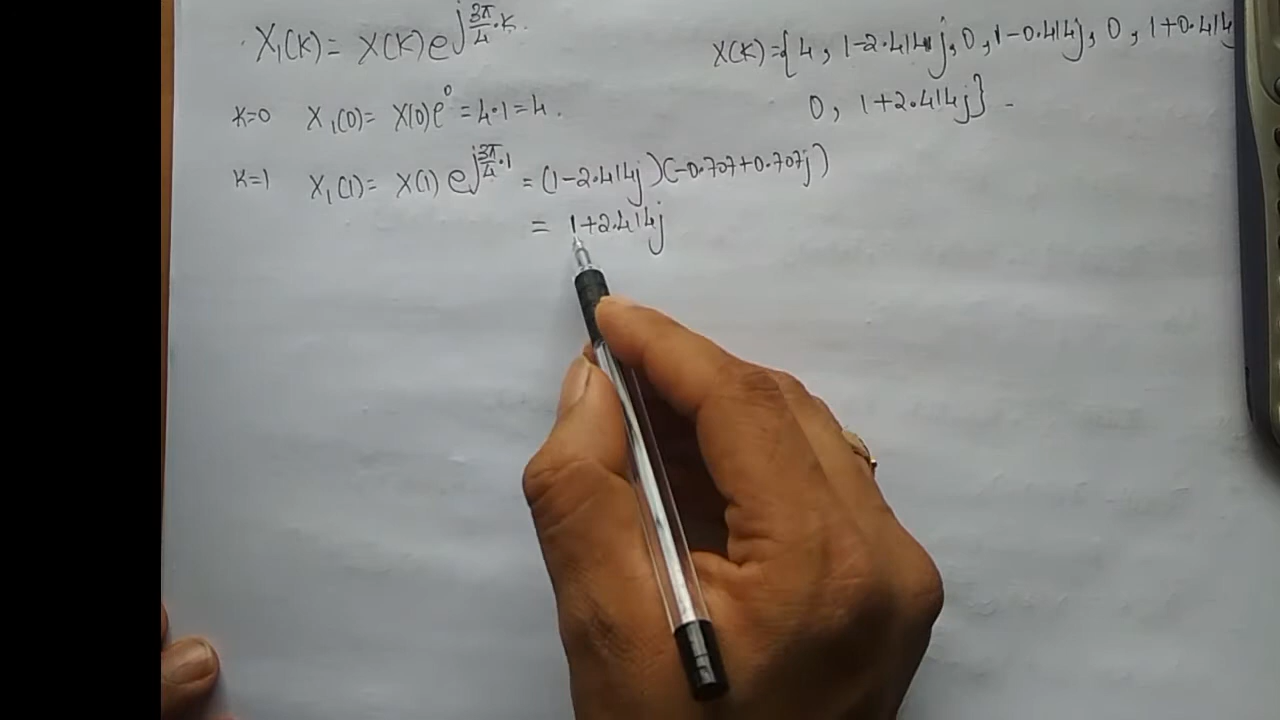 X₁(K) = X(K) e^{j 3π/4 · K}.
X(K) = {4, 1-2.414j, 0, 1-0.414j, 0, 1+0.414
0, 1+2.414j}
K=0 X₁(0) = X(0) e⁰ = 4·1 = 4.
K=1 X₁(1) = X(1) e^{j 3π/4 · 1} = (1-2.414j)(-0.707+0.707j)
= 1+2.414j